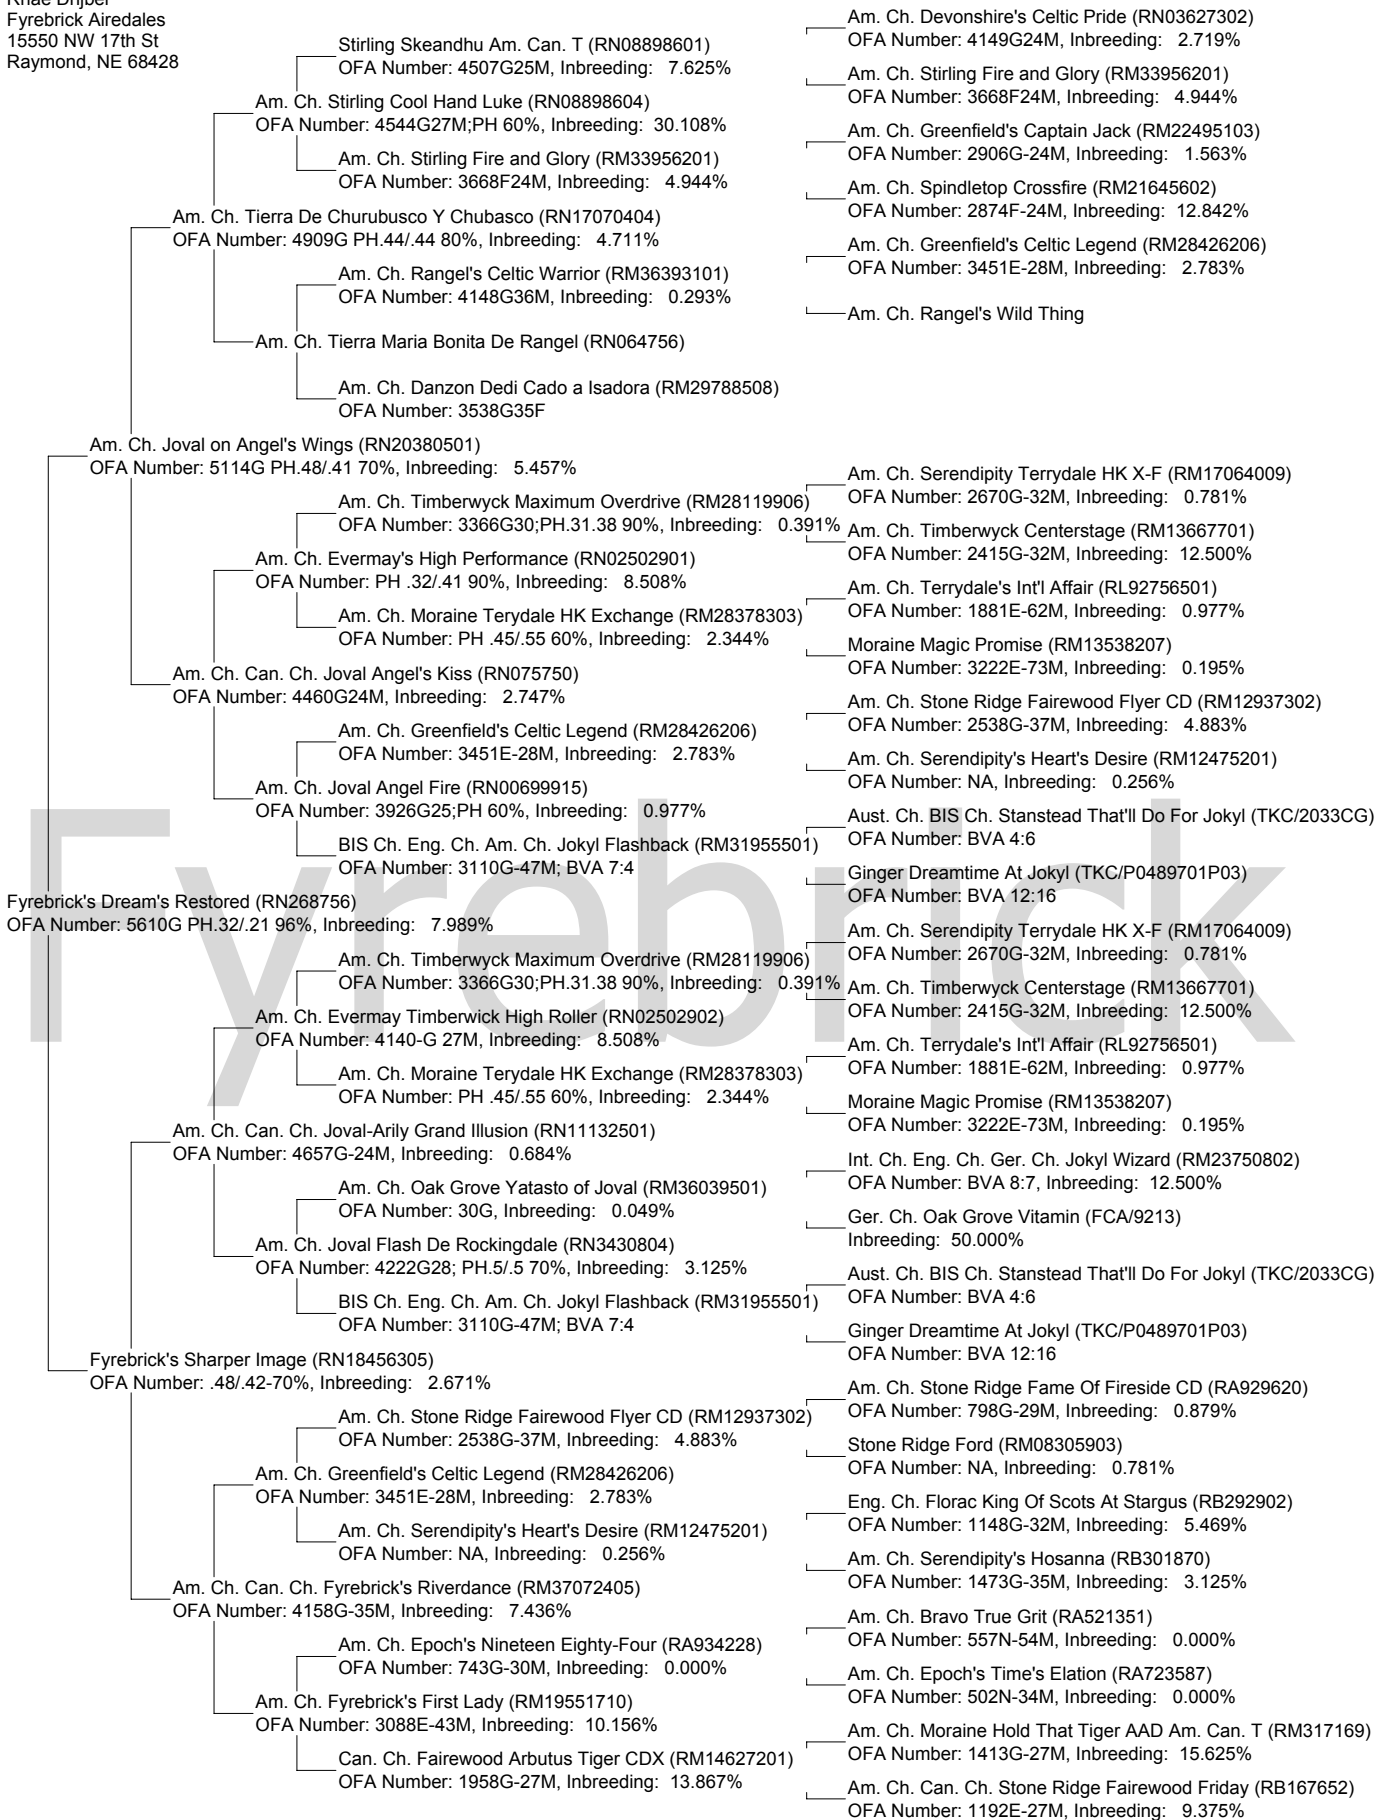 Rhae Drijber
Fyrebrick Airedales
15550 NW 17th St
Raymond, NE 68428
Am. Ch. Devonshire's Celtic Pride (RN03627302)
OFA Number: 4149G24M, Inbreeding: 2.719%
Stirling Skeandhu Am. Can. T (RN08898601)
OFA Number: 4507G25M, Inbreeding: 7.625%
Am. Ch. Stirling Fire and Glory (RM33956201)
OFA Number: 3668F24M, Inbreeding: 4.944%
Am. Ch. Stirling Cool Hand Luke (RN08898604)
OFA Number: 4544G27M;PH 60%, Inbreeding: 30.108%
Am. Ch. Greenfield's Captain Jack (RM22495103)
OFA Number: 2906G-24M, Inbreeding: 1.563%
Am. Ch. Stirling Fire and Glory (RM33956201)
OFA Number: 3668F24M, Inbreeding: 4.944%
Am. Ch. Spindletop Crossfire (RM21645602)
OFA Number: 2874F-24M, Inbreeding: 12.842%
Am. Ch. Tierra De Churubusco Y Chubasco (RN17070404)
OFA Number: 4909G PH.44/.44 80%, Inbreeding: 4.711%
Am. Ch. Greenfield's Celtic Legend (RM28426206)
OFA Number: 3451E-28M, Inbreeding: 2.783%
Am. Ch. Rangel's Celtic Warrior (RM36393101)
OFA Number: 4148G36M, Inbreeding: 0.293%
Am. Ch. Rangel's Wild Thing
Am. Ch. Tierra Maria Bonita De Rangel (RN064756)
Am. Ch. Danzon Dedi Cado a Isadora (RM29788508)
OFA Number: 3538G35F
Am. Ch. Joval on Angel's Wings (RN20380501)
OFA Number: 5114G PH.48/.41 70%, Inbreeding: 5.457%
Am. Ch. Serendipity Terrydale HK X-F (RM17064009)
OFA Number: 2670G-32M, Inbreeding: 0.781%
Am. Ch. Timberwyck Maximum Overdrive (RM28119906)
OFA Number: 3366G30;PH.31.38 90%, Inbreeding: 0.391%
Am. Ch. Timberwyck Centerstage (RM13667701)
OFA Number: 2415G-32M, Inbreeding: 12.500%
Am. Ch. Evermay's High Performance (RN02502901)
OFA Number: PH .32/.41 90%, Inbreeding: 8.508%
Am. Ch. Terrydale's Int'l Affair (RL92756501)
OFA Number: 1881E-62M, Inbreeding: 0.977%
Am. Ch. Moraine Terydale HK Exchange (RM28378303)
OFA Number: PH .45/.55 60%, Inbreeding: 2.344%
Moraine Magic Promise (RM13538207)
OFA Number: 3222E-73M, Inbreeding: 0.195%
Am. Ch. Can. Ch. Joval Angel's Kiss (RN075750)
OFA Number: 4460G24M, Inbreeding: 2.747%
Am. Ch. Stone Ridge Fairewood Flyer CD (RM12937302)
OFA Number: 2538G-37M, Inbreeding: 4.883%
Am. Ch. Greenfield's Celtic Legend (RM28426206)
OFA Number: 3451E-28M, Inbreeding: 2.783%
Am. Ch. Serendipity's Heart's Desire (RM12475201)
OFA Number: NA, Inbreeding: 0.256%
Am. Ch. Joval Angel Fire (RN00699915)
OFA Number: 3926G25;PH 60%, Inbreeding: 0.977%
Aust. Ch. BIS Ch. Stanstead That'll Do For Jokyl (TKC/2033CG)
OFA Number: BVA 4:6
BIS Ch. Eng. Ch. Am. Ch. Jokyl Flashback (RM31955501)
OFA Number: 3110G-47M; BVA 7:4
Ginger Dreamtime At Jokyl (TKC/P0489701P03)
OFA Number: BVA 12:16
Fyrebrick's Dream's Restored (RN268756)
OFA Number: 5610G PH.32/.21 96%, Inbreeding: 7.989%
Fyrebrick
Am. Ch. Serendipity Terrydale HK X-F (RM17064009)
OFA Number: 2670G-32M, Inbreeding: 0.781%
Am. Ch. Timberwyck Maximum Overdrive (RM28119906)
OFA Number: 3366G30;PH.31.38 90%, Inbreeding: 0.391%
Am. Ch. Timberwyck Centerstage (RM13667701)
OFA Number: 2415G-32M, Inbreeding: 12.500%
Am. Ch. Evermay Timberwick High Roller (RN02502902)
OFA Number: 4140-G 27M, Inbreeding: 8.508%
Am. Ch. Terrydale's Int'l Affair (RL92756501)
OFA Number: 1881E-62M, Inbreeding: 0.977%
Am. Ch. Moraine Terydale HK Exchange (RM28378303)
OFA Number: PH .45/.55 60%, Inbreeding: 2.344%
Moraine Magic Promise (RM13538207)
OFA Number: 3222E-73M, Inbreeding: 0.195%
Am. Ch. Can. Ch. Joval-Arily Grand Illusion (RN11132501)
OFA Number: 4657G-24M, Inbreeding: 0.684%
Int. Ch. Eng. Ch. Ger. Ch. Jokyl Wizard (RM23750802)
OFA Number: BVA 8:7, Inbreeding: 12.500%
Am. Ch. Oak Grove Yatasto of Joval (RM36039501)
OFA Number: 30G, Inbreeding: 0.049%
Ger. Ch. Oak Grove Vitamin (FCA/9213)
Inbreeding: 50.000%
Am. Ch. Joval Flash De Rockingdale (RN3430804)
OFA Number: 4222G28; PH.5/.5 70%, Inbreeding: 3.125%
Aust. Ch. BIS Ch. Stanstead That'll Do For Jokyl (TKC/2033CG)
OFA Number: BVA 4:6
BIS Ch. Eng. Ch. Am. Ch. Jokyl Flashback (RM31955501)
OFA Number: 3110G-47M; BVA 7:4
Ginger Dreamtime At Jokyl (TKC/P0489701P03)
OFA Number: BVA 12:16
Fyrebrick's Sharper Image (RN18456305)
OFA Number: .48/.42-70%, Inbreeding: 2.671%
Am. Ch. Stone Ridge Fame Of Fireside CD (RA929620)
OFA Number: 798G-29M, Inbreeding: 0.879%
Am. Ch. Stone Ridge Fairewood Flyer CD (RM12937302)
OFA Number: 2538G-37M, Inbreeding: 4.883%
Stone Ridge Ford (RM08305903)
OFA Number: NA, Inbreeding: 0.781%
Am. Ch. Greenfield's Celtic Legend (RM28426206)
OFA Number: 3451E-28M, Inbreeding: 2.783%
Eng. Ch. Florac King Of Scots At Stargus (RB292902)
OFA Number: 1148G-32M, Inbreeding: 5.469%
Am. Ch. Serendipity's Heart's Desire (RM12475201)
OFA Number: NA, Inbreeding: 0.256%
Am. Ch. Serendipity's Hosanna (RB301870)
OFA Number: 1473G-35M, Inbreeding: 3.125%
Am. Ch. Can. Ch. Fyrebrick's Riverdance (RM37072405)
OFA Number: 4158G-35M, Inbreeding: 7.436%
Am. Ch. Bravo True Grit (RA521351)
OFA Number: 557N-54M, Inbreeding: 0.000%
Am. Ch. Epoch's Nineteen Eighty-Four (RA934228)
OFA Number: 743G-30M, Inbreeding: 0.000%
Am. Ch. Epoch's Time's Elation (RA723587)
OFA Number: 502N-34M, Inbreeding: 0.000%
Am. Ch. Fyrebrick's First Lady (RM19551710)
OFA Number: 3088E-43M, Inbreeding: 10.156%
Am. Ch. Moraine Hold That Tiger AAD Am. Can. T (RM317169)
OFA Number: 1413G-27M, Inbreeding: 15.625%
Can. Ch. Fairewood Arbutus Tiger CDX (RM14627201)
OFA Number: 1958G-27M, Inbreeding: 13.867%
Am. Ch. Can. Ch. Stone Ridge Fairewood Friday (RB167652)
OFA Number: 1192E-27M, Inbreeding: 9.375%